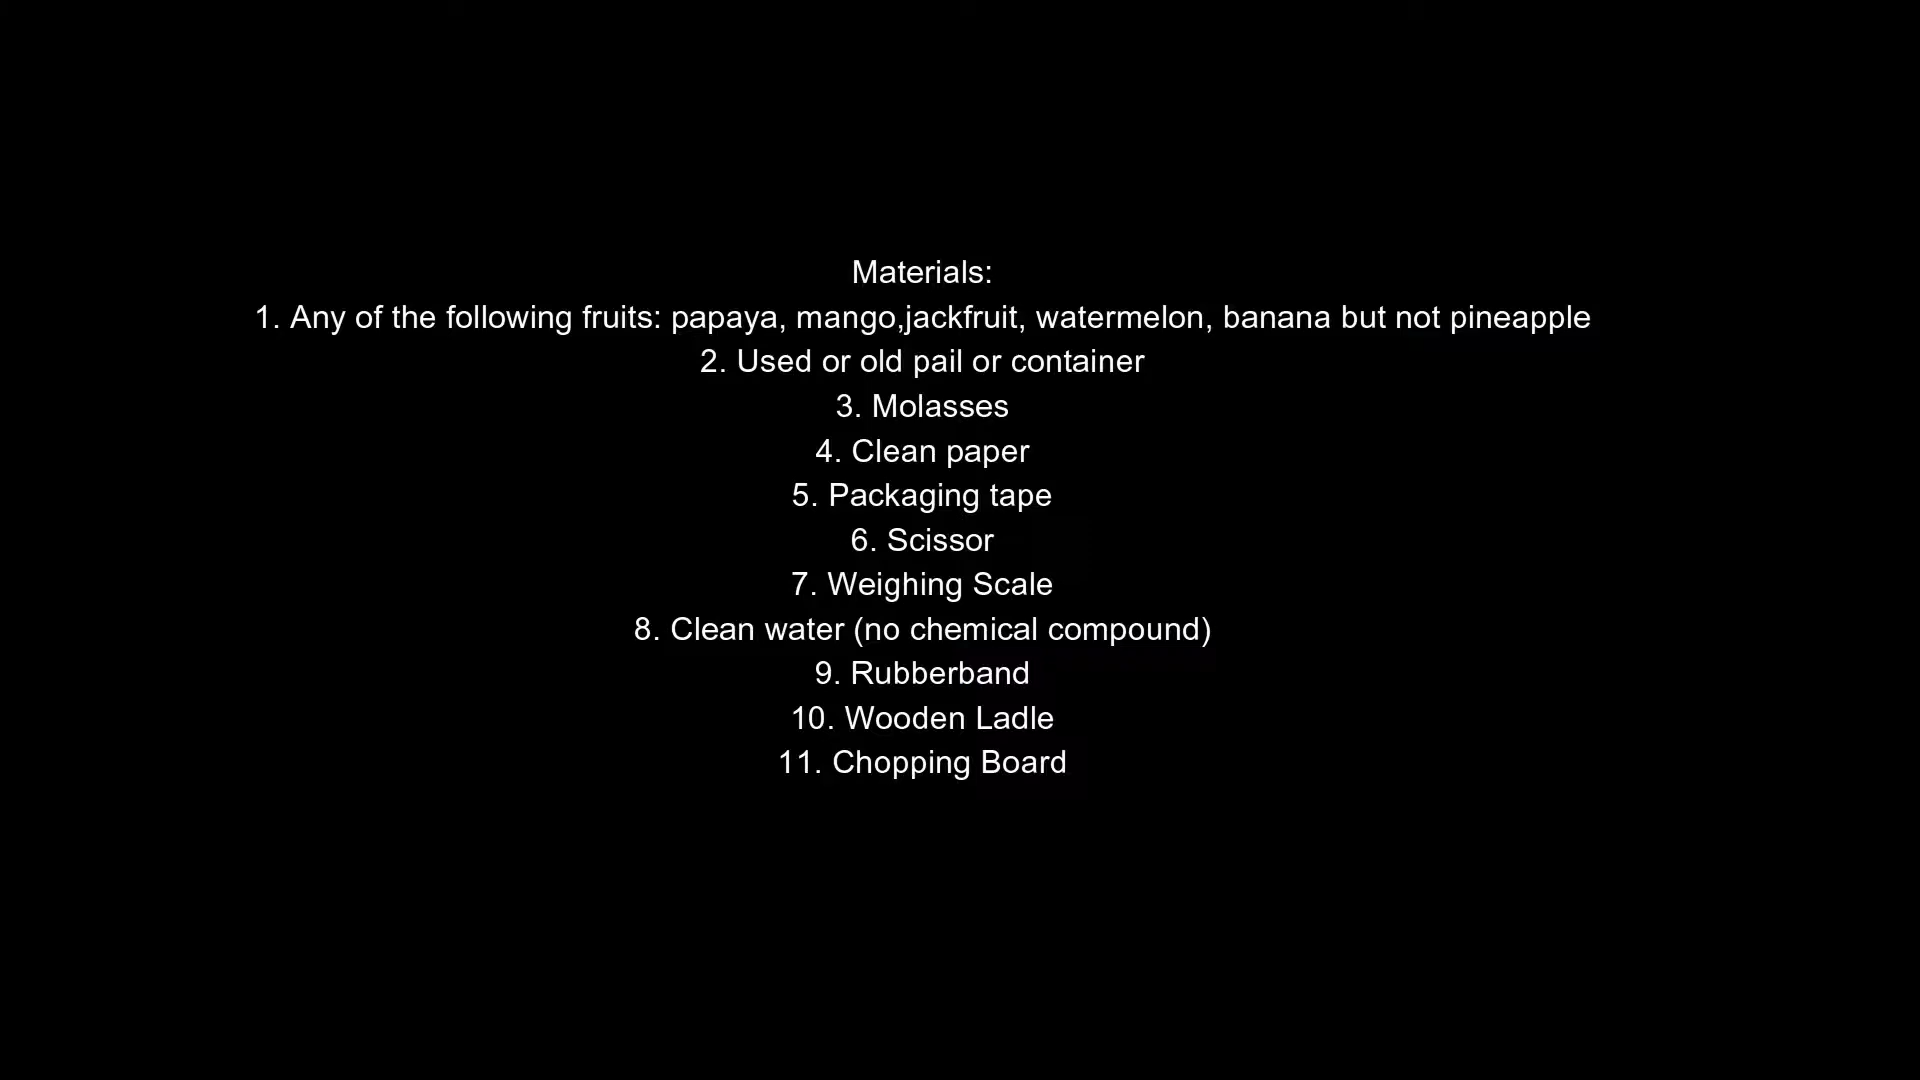 Materials:
1. Any of the following fruits: papaya, mango,jackfruit, watermelon, banana but not pineapple
2. Used or old pail or container
3. Molasses
4. Clean paper
5. Packaging tape
6. Scissor
7. Weighing Scale
8. Clean water (no chemical compound)
9. Rubberband
10. Wooden Ladle
11. Chopping Board